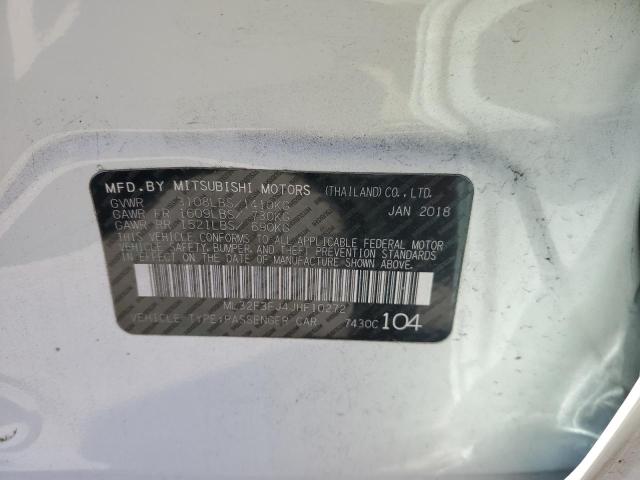 MFD.BY MITSUBISHI MOTORS (THAILAND) CO.,LTD.
GVWR 3108LBS/1410KG JAN 2018
GAWR FR 1609LBS/ 730KG
GAWR RR 1521LBS/ 690KG
THIS VEHICLE CONFORMS TO ALL APPLICABLE FEDERAL MOTOR
VEHICLE SAFETY, BUMPER, AND THEFT PREVENTION STANDARDS
IN EFFECT ON THE DATE OF MANUFACTURE SHOWN ABOVE.
ML32F3FJ4JHF10272
VEHICLE TYPE:PASSENGER CAR 7430C 104